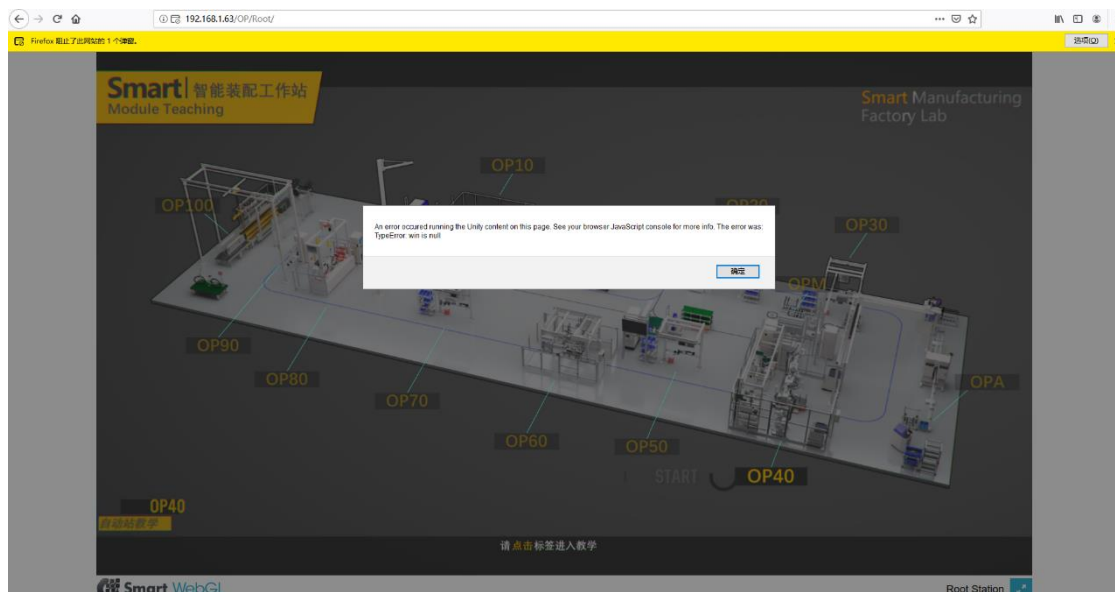 192.168.1.63/OP/Root/
Firefox 阻止了此网站的 1 个弹窗。
选项(O)
Smart 智能装配工作站
Module Teaching
Smart Manufacturing
Factory Lab
OP10
OP100
OP20
OP30
An error occured running the Unity content on this page. See your browser JavaScript console for more info. The error was:
TypeError: win is null
确定
OPM
OP90
OP80
OP70
OPA
OP60
OP50
START
OP40
OP40
自动站教学
请点击标签进入教学
Smart WebGL
Root Station